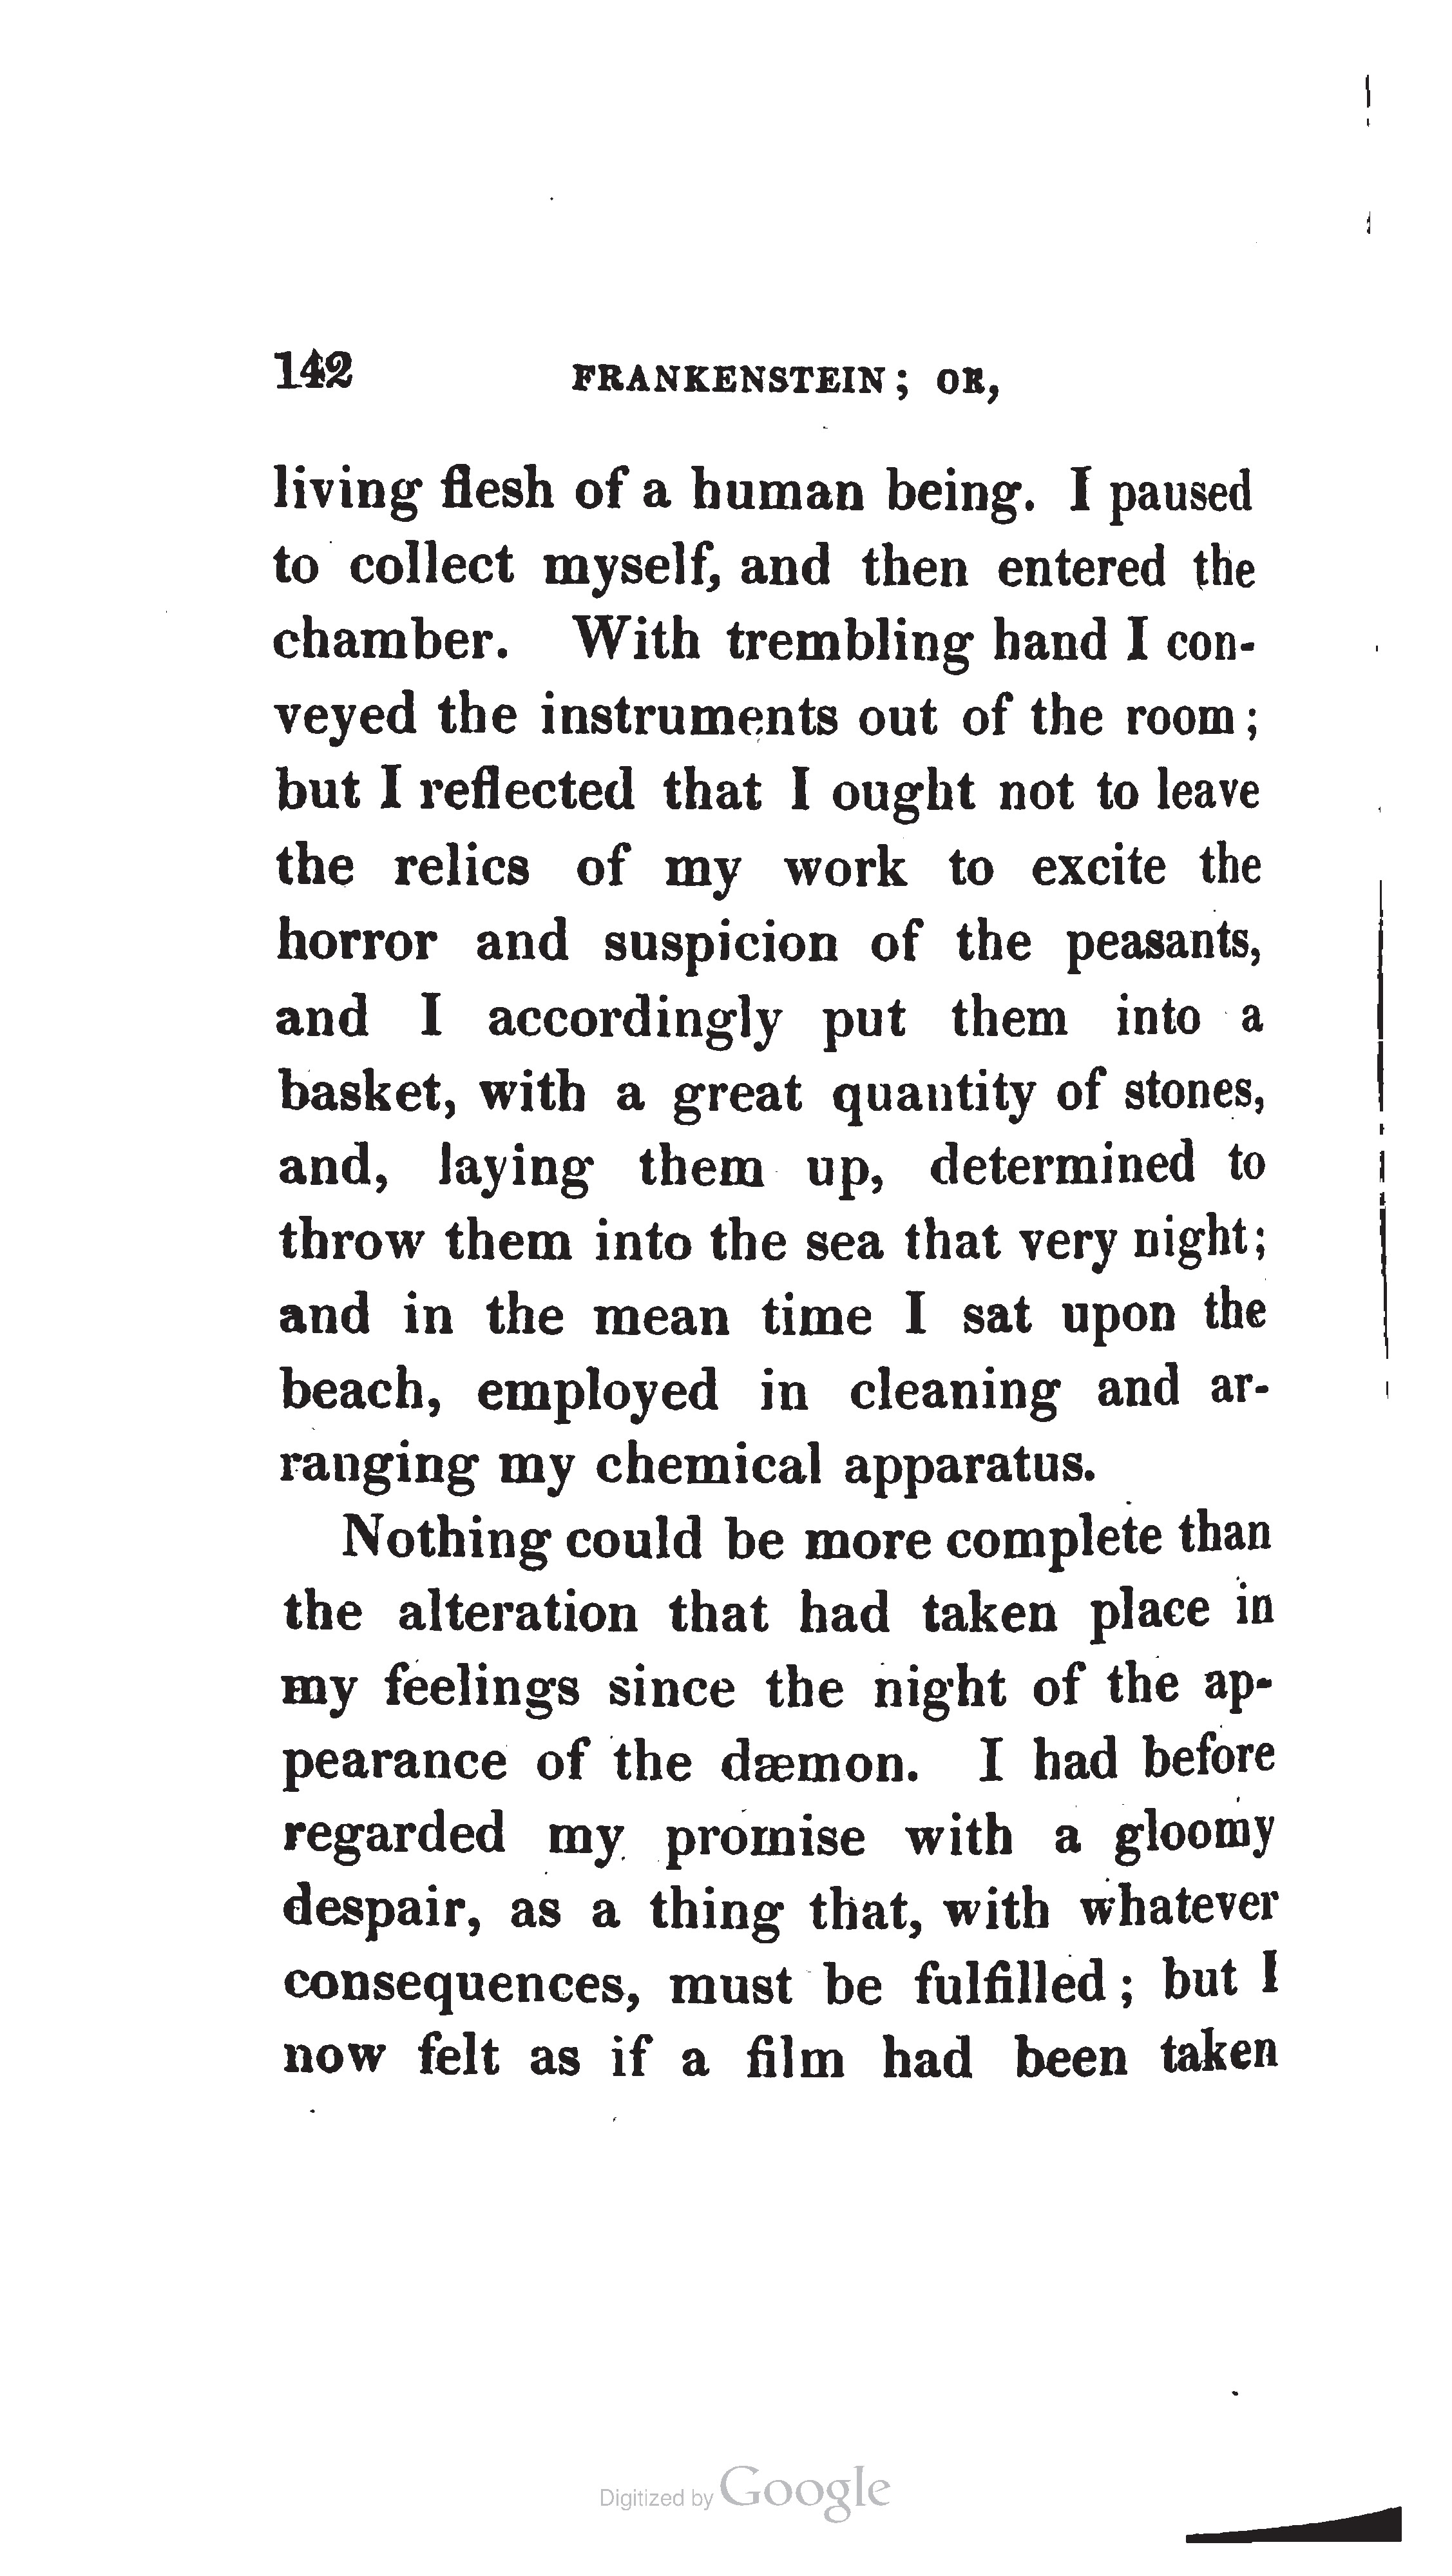 142 FRANKENSTEIN; OR,
living flesh of a human being. I paused
to collect myself, and then entered the
chamber. With trembling hand I con-
veyed the instruments out of the room;
but I reflected that I ought not to leave
the relics of my work to excite the
horror and suspicion of the peasants,
and I accordingly put them into a
basket, with a great quantity of stones,
and, laying them up, determined to
throw them into the sea that very night;
and in the mean time I sat upon the
beach, employed in cleaning and ar-
ranging my chemical apparatus.
Nothing could be more complete than
the alteration that had taken place in
my feelings since the night of the ap-
pearance of the dæmon. I had before
regarded my promise with a gloomy
despair, as a thing that, with whatever
consequences, must be fulfilled; but I
now felt as if a film had been taken
Digitized by Google